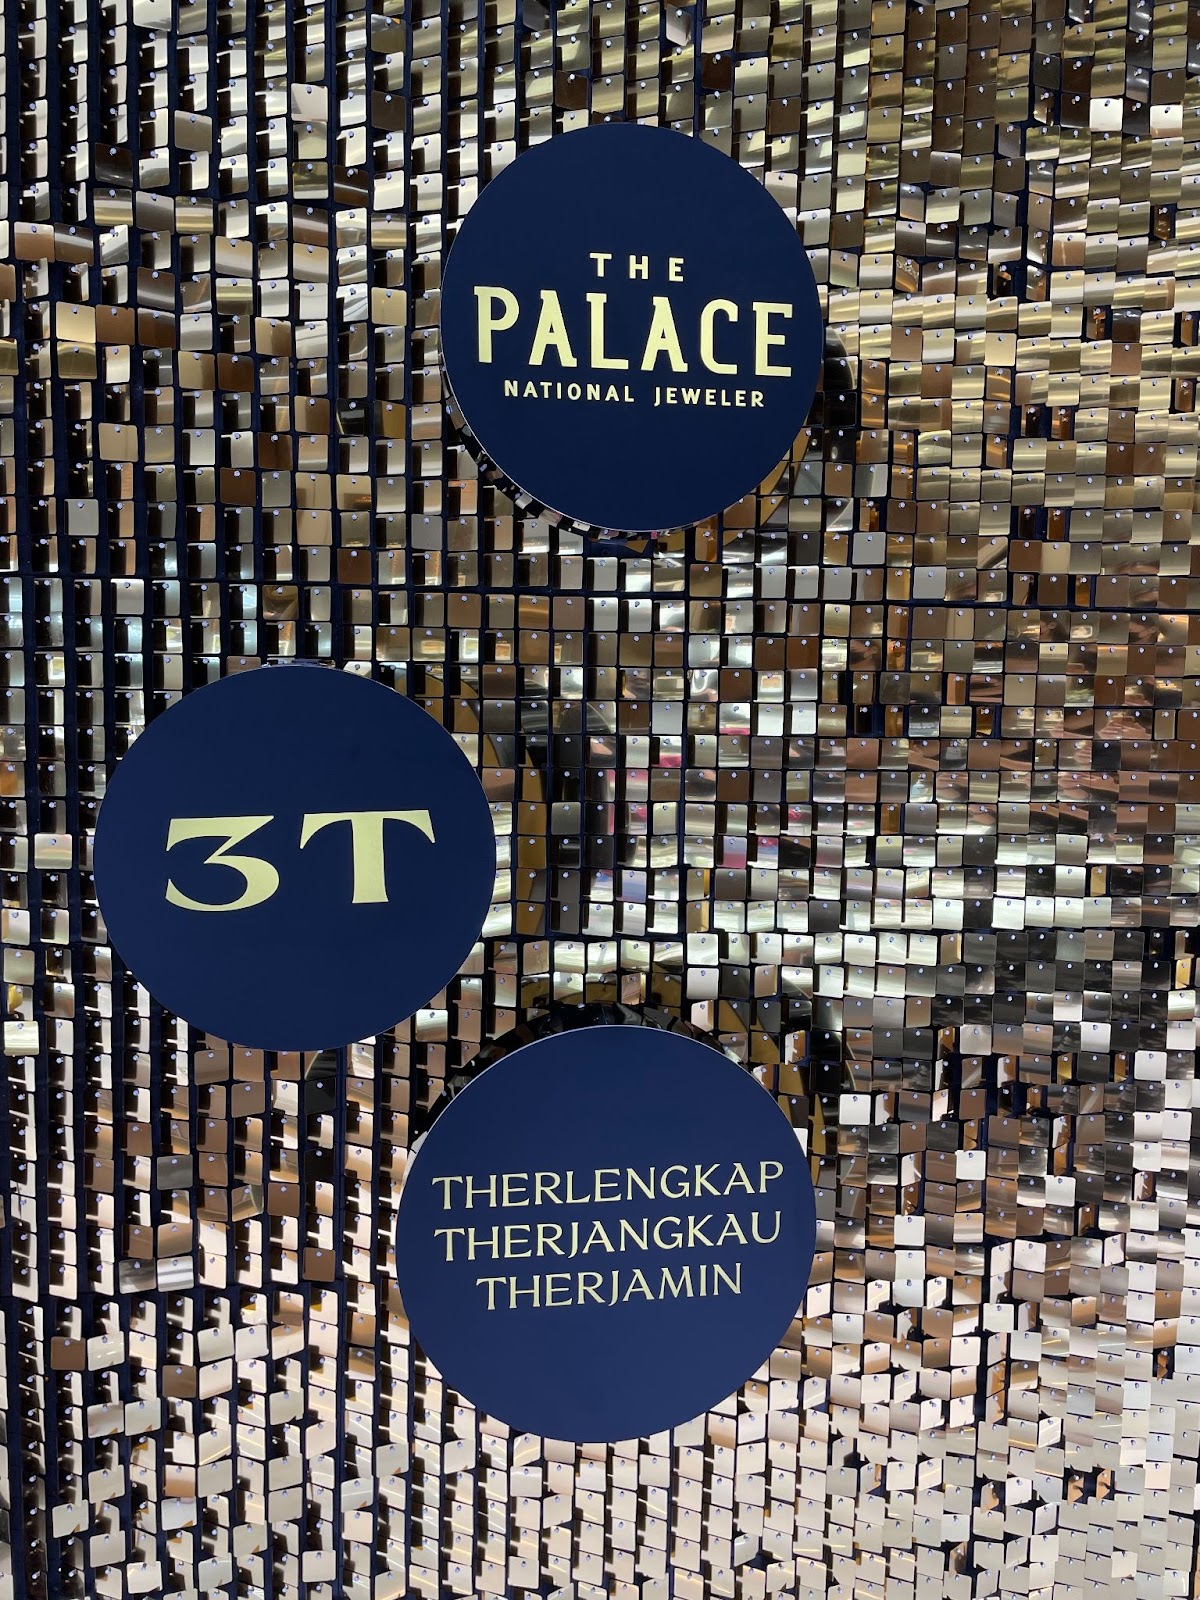 THE
PALACE
NATIONAL JEWELER
3T
THERLENGKAP
THERJANGKAU
THERJAMIN